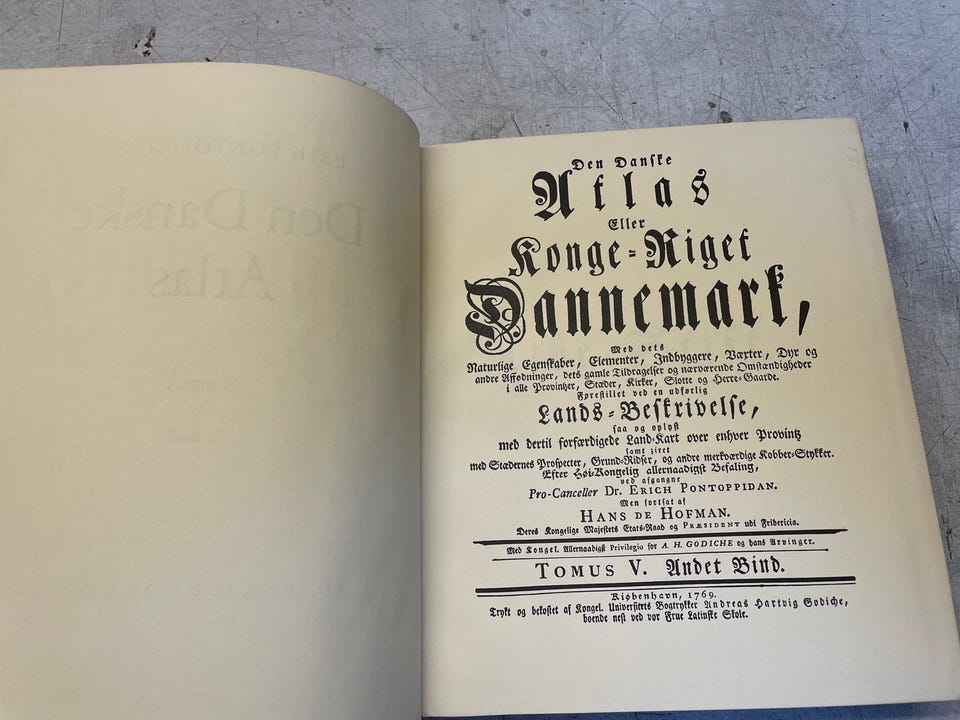 Den Danske
Atlas
Eller
Konge=Riget
Dannemark,
Med dets
Naturlige Egenskaber, Elementer, Indbyggere, Væxter, Dyr og
andre Affødninger, dets gamle Tildragelser og nærværende Omstændigheder
i alle Provintzer, Stæder, Kirker, Slotte og Herre=Gaarde.
Forestillet ved en udførlig
Lands=Beskrivelse,
saa og oplyst
med dertil forfærdigede Land=Kart over enhver Provintz
samt ziret
med Stædernes Prospecter, Grund=Ridser, og andre merkværdige Kobber=Stykker.
Efter Høi=Kongelig allernaadigst Befaling,
ved afgangne
Pro-Canceller Dr. ERICH PONTOPPIDAN.
Men fortsat af
HANS DE HOFMAN.
Deres Kongelige Majestets Etats=Raad og PRÆSIDENT udi Fridericia.
Med Kongel. Allernaadigst Privilegio for A. H. GODICHE og hans Arvinger.
TOMUS V. Andet Bind.
Kiøbenhavn, 1769.
Trykt og bekostet af Kongel. Universitets Bogtrykker Andreas Hartvig Godiche,
boende nest ved vor Frue Latinske Skole.